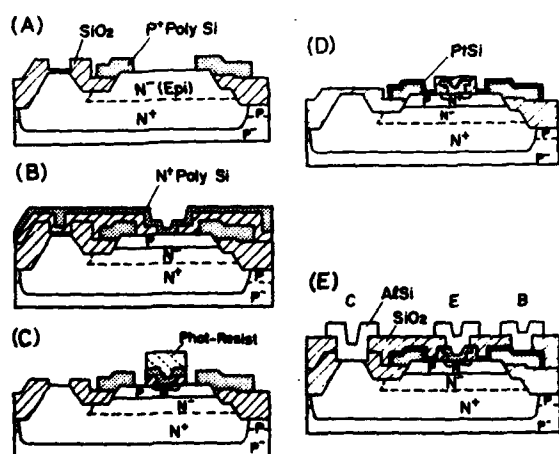 (A)
SiO₂
P⁺Poly Si
N⁻(Epi)
N⁺
P
P⁻
(B)
N⁺Poly Si
P
N⁻
N⁺
P
P⁻
(C)
Phot-Resist
P
N⁻
N⁺
P
P⁻
(D)
PtSi
P
N⁻
N⁺
P
P⁻
(E)
C
AlSi
E
B
SiO₂
N⁻
N⁺
P
P⁻